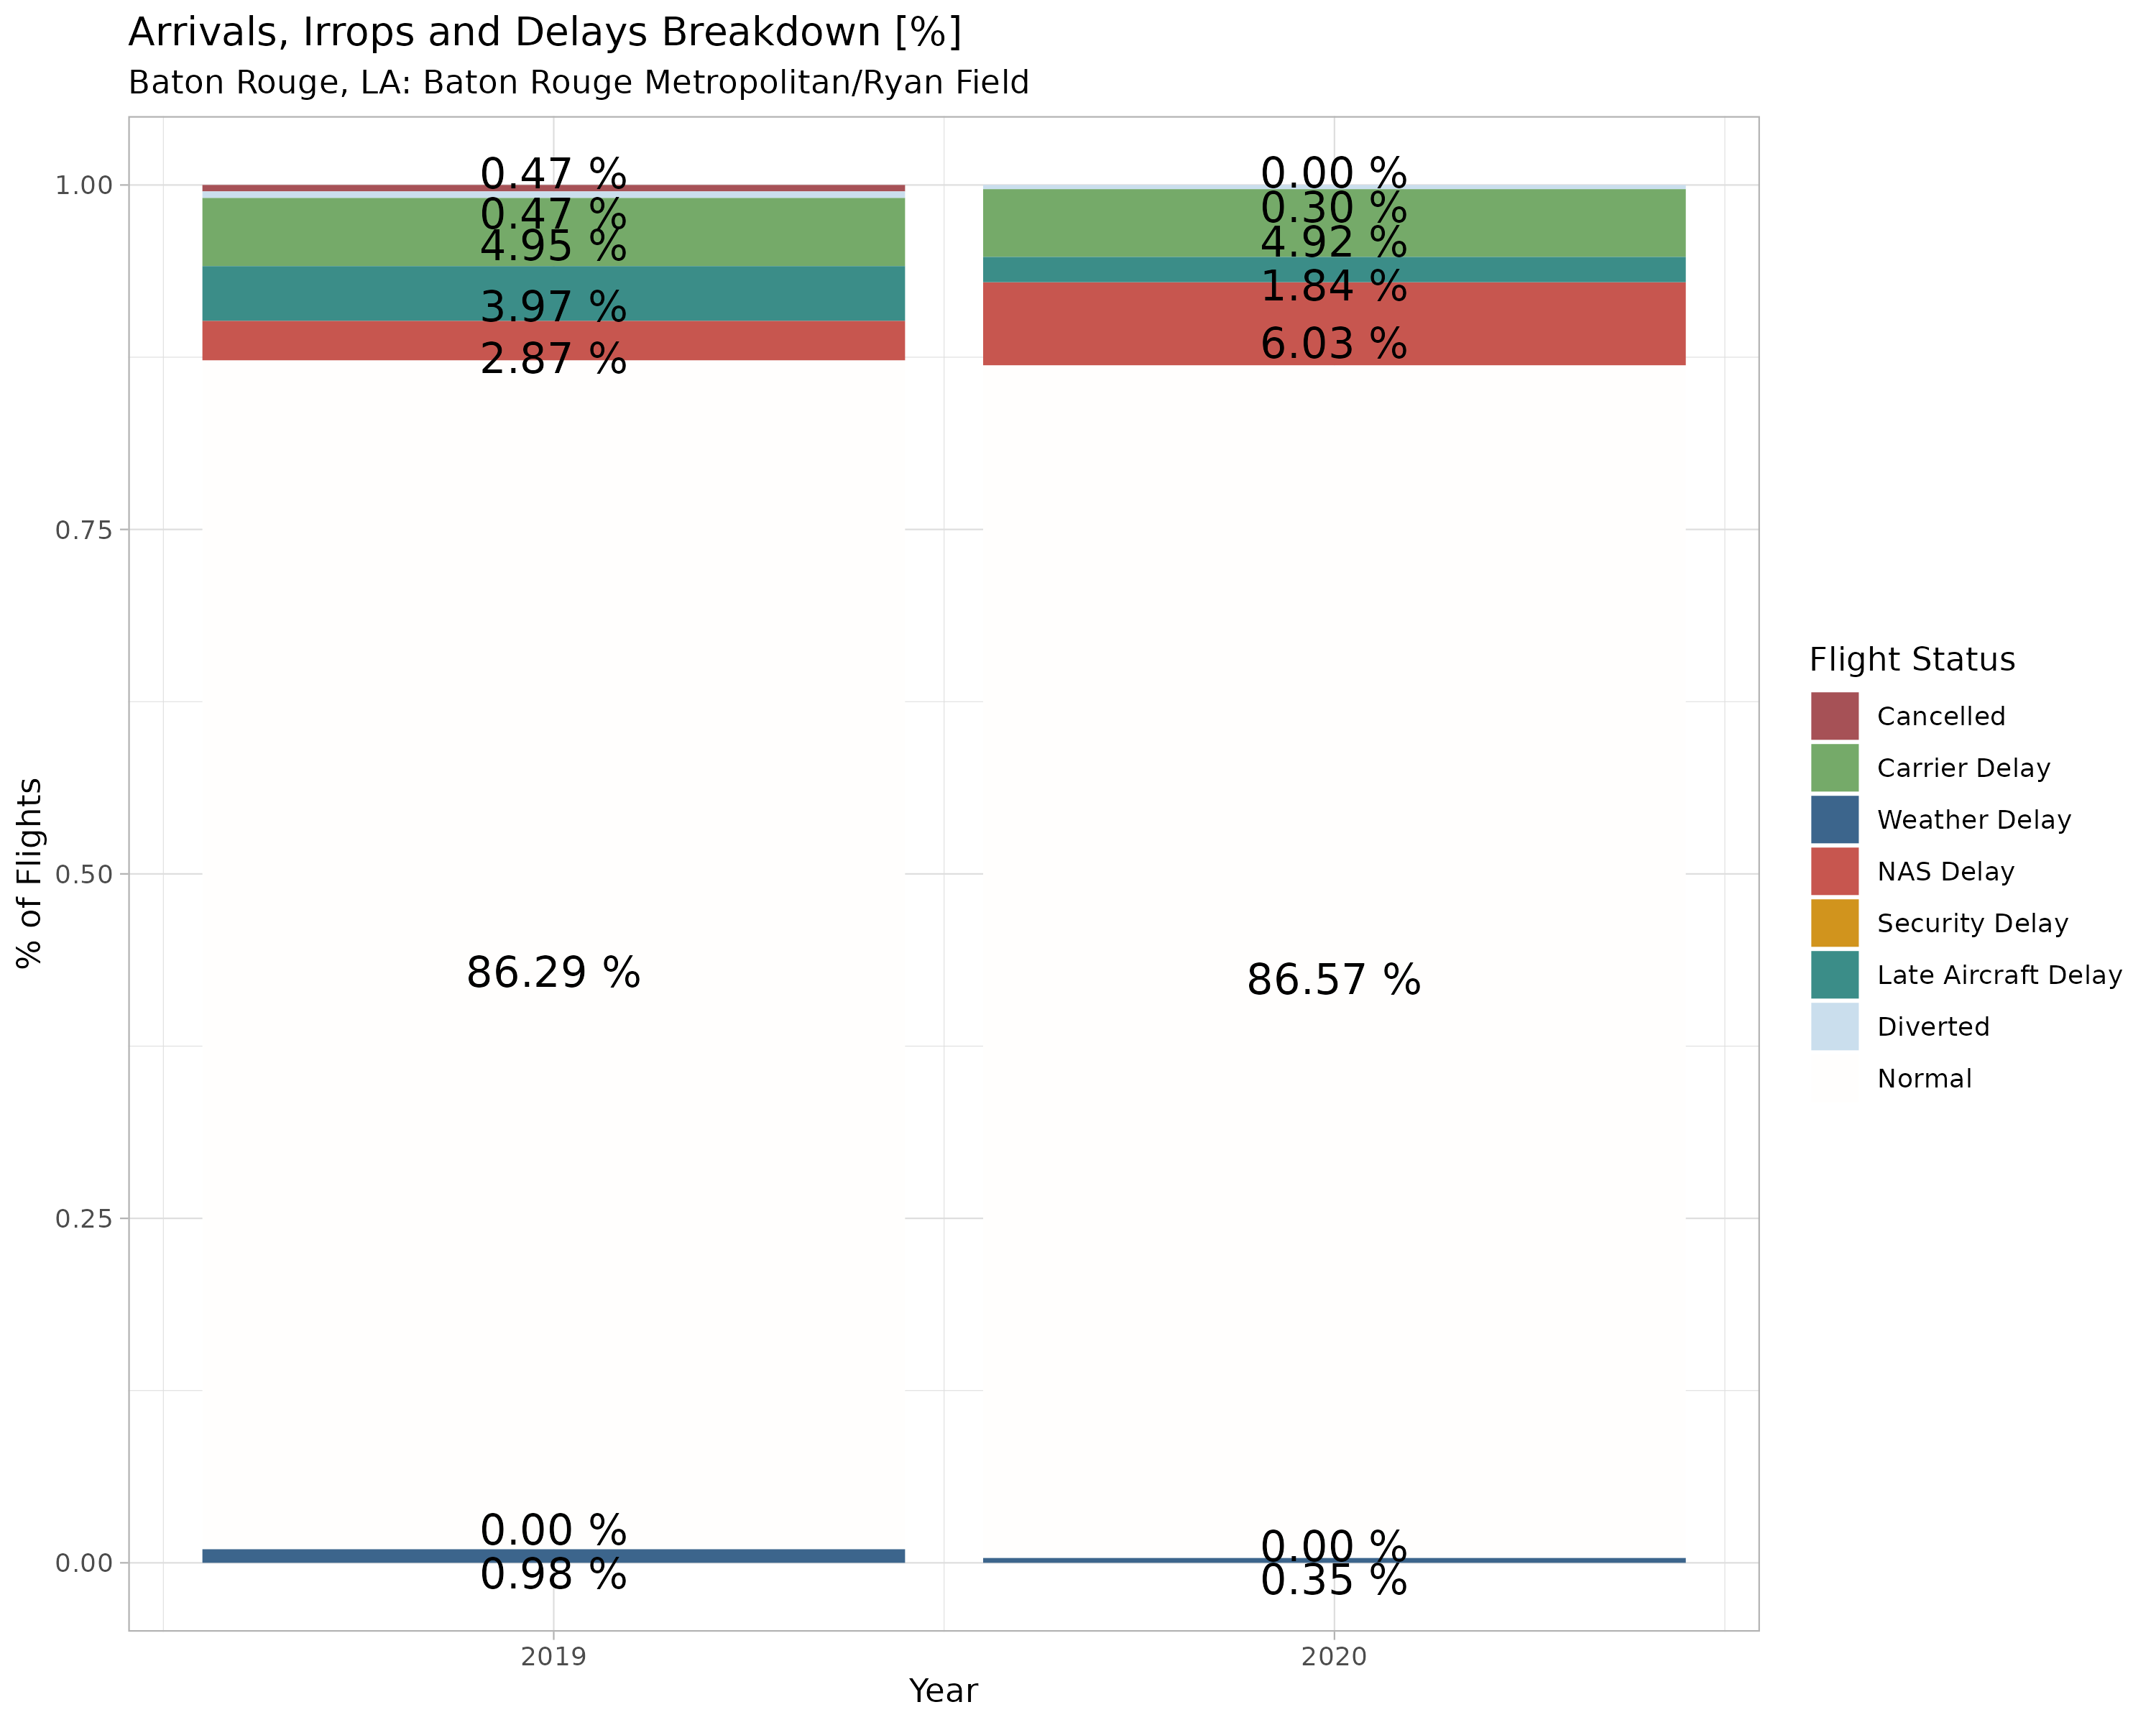 Arrivals, Irrops and Delays Breakdown [%]
Baton Rouge, LA: Baton Rouge Metropolitan/Ryan Field
% of Flights
1.00
0.75
0.50
0.25
0.00
0.47 %
0.47 %
4.95 %
3.97 %
2.87 %
86.29 %
0.00 %
0.98 %
0.00 %
0.30 %
4.92 %
1.84 %
6.03 %
86.57 %
0.00 %
0.35 %
2019
2020
Year
Flight Status
Cancelled
Carrier Delay
Weather Delay
NAS Delay
Security Delay
Late Aircraft Delay
Diverted
Normal